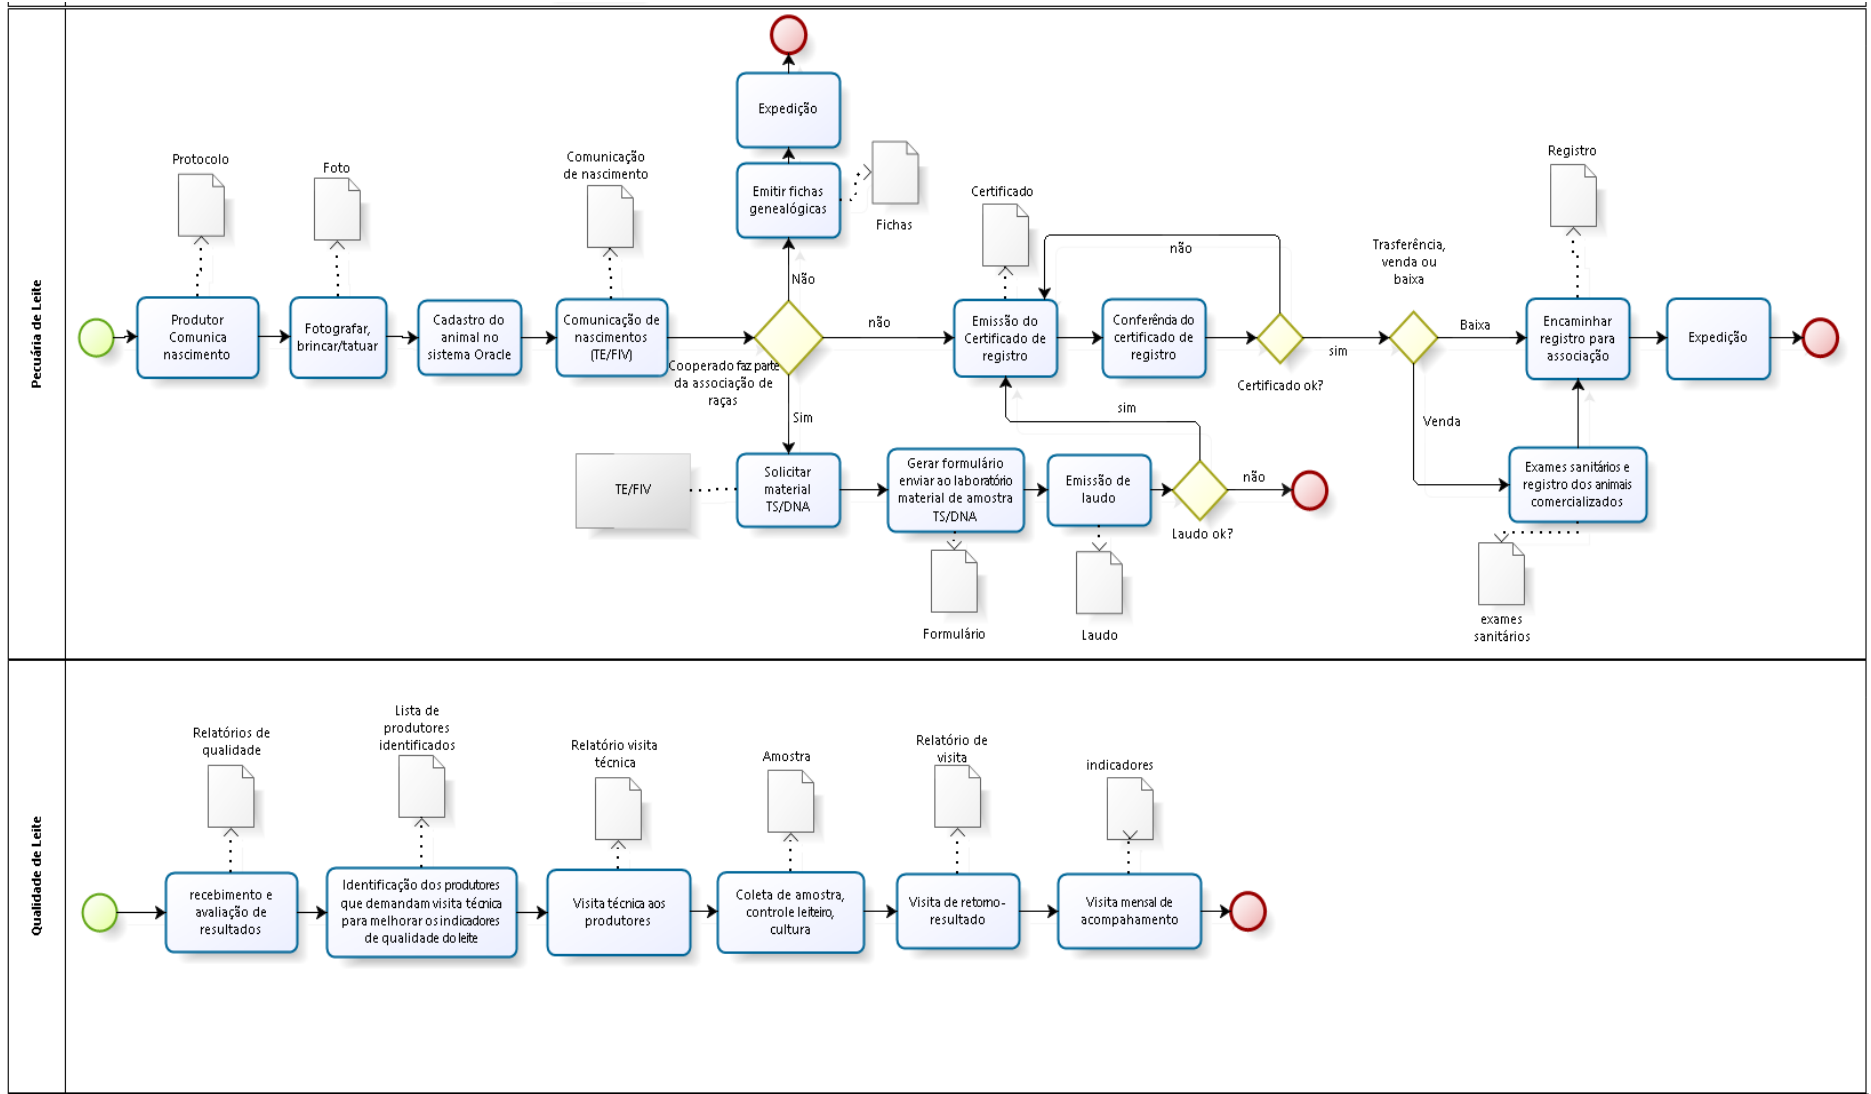 Pecuária de Leite
Protocolo
Foto
Comunicação
de nascimento
Expedição
Emitir fichas
genealógicas
Fichas
Certificado
Registro
Trasferência,
venda ou
baixa
Produtor
Comunica
nascimento
Fotografar,
brincar/tatuar
Cadastro do
animal no
sistema Oracle
Comunicação de
nascimentos
(TE/FIV)
Cooperado faz parte
da associação de
raças
Não
não
Sim
Emissão do
Certificado de
registro
Conferência do
certificado de
registro
não
Certificado ok?
sim
Baixa
Venda
Encaminhar
registro para
associação
Expedição
TE/FIV
Solicitar
material
TS/DNA
Gerar formulário
enviar ao laboratório
material de amostra
TS/DNA
Emissão de
laudo
sim
não
Laudo ok?
Exames sanitários e
registro dos animais
comercializados
Formulário
Laudo
exames
sanitários
Qualidade de Leite
Relatórios de
qualidade
Lista de
produtores
identificados
Relatório visita
técnica
Amostra
Relatório de
visita
indicadores
recebimento e
avaliação de
resultados
Identificação dos produtores
que demandam visita técnica
para melhorar os indicadores
de qualidade do leite
Visita técnica aos
produtores
Coleta de amostra,
controle leiteiro,
cultura
Visita de retorno-
resultado
Visita mensal de
acompahamento